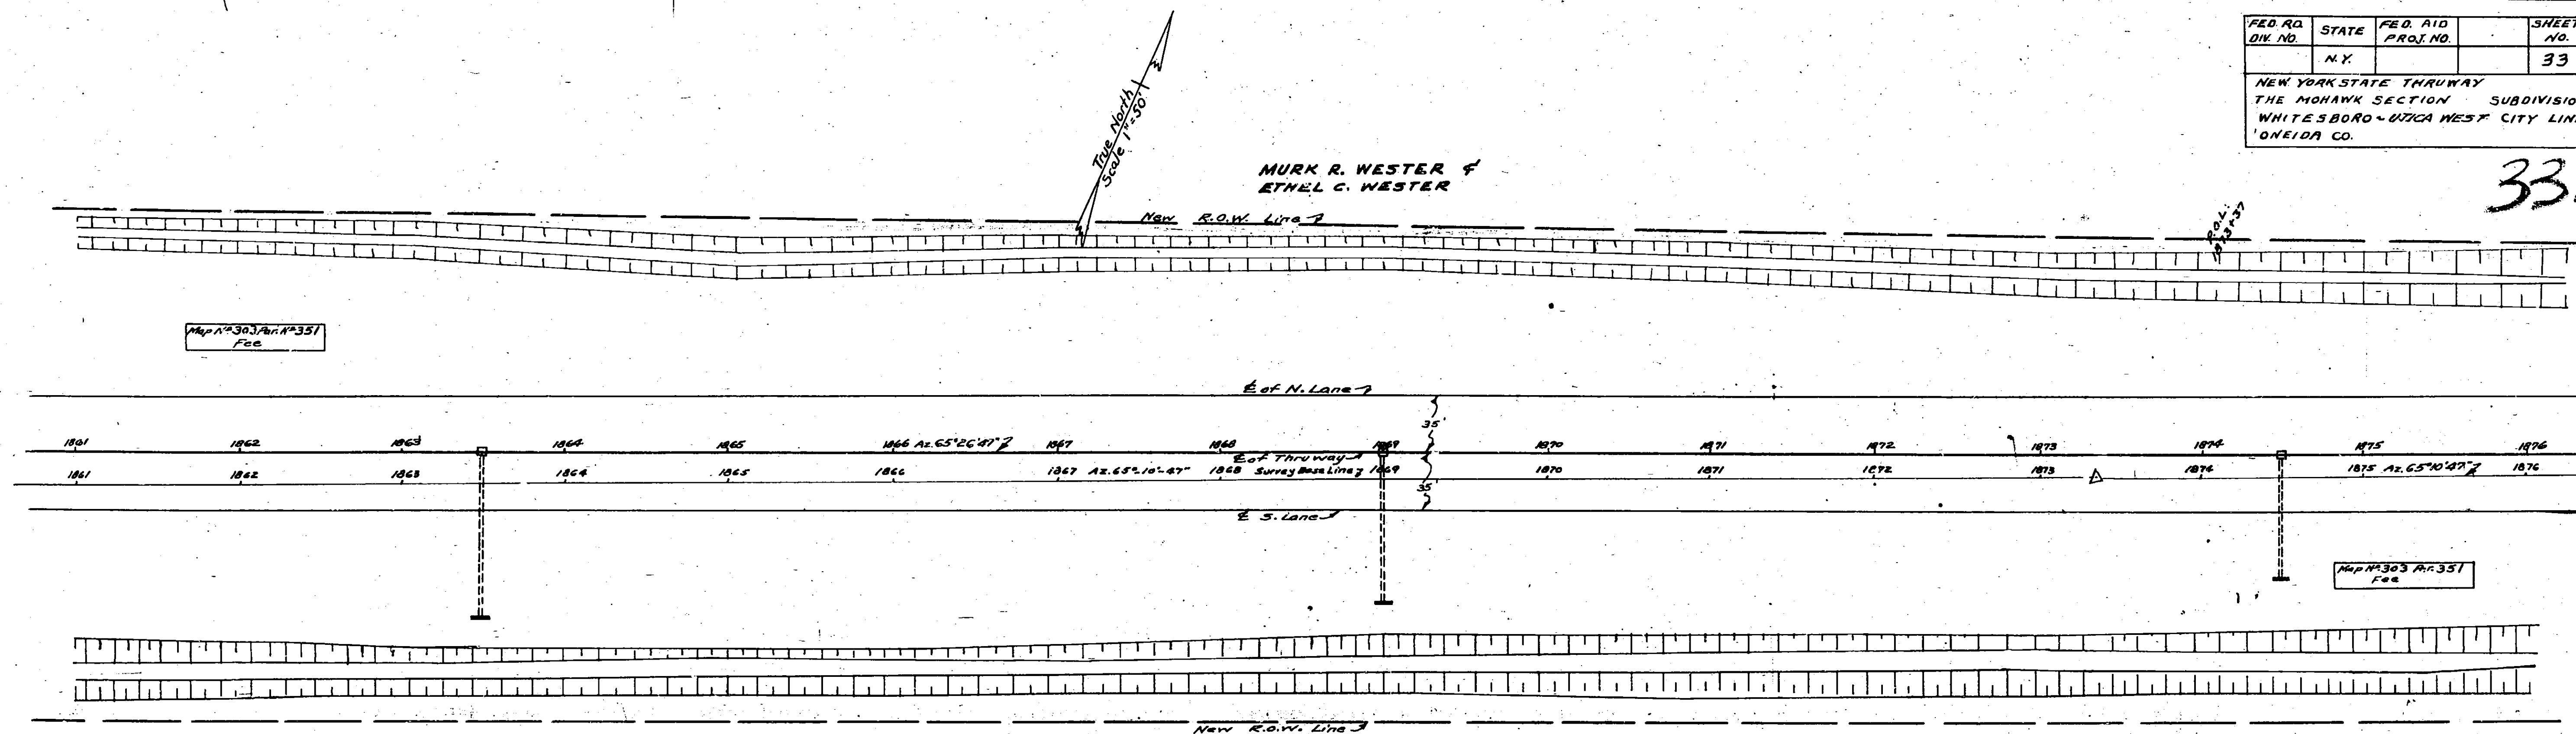 FED. RD. DIV. NO.
STATE
FED. AID PROJ. NO.
SHEET NO.
N.Y.
33
NEW YORK STATE THRUWAY
THE MOHAWK SECTION SUBDIVISIO
WHITESBORO ~ UTICA WEST CITY LIN
ONEIDA CO.
33
True North
Scale 1"=50'
MURK R. WESTER &
ETHEL C. WESTER
New R.O.W. Line
P.O.L.
Map Nº 303 Par. Nº 351
Fee
℄ of N. Lane
35'
1861 1862 1863 1864 1865 1866 Az. 65°26'47" 1867 1868 1869 1870 1871 1872 1873 1874 1875 1876
℄ of Thruway
1861 1862 1863 1864 1865 1866 1867 Az. 65°-10'-47" 1868 Survey Base Line 1869 1870 1871 1872 1873 1874 1875 Az. 65°10'47" 1876
35'
℄ S. Lane
Map Nº 303 Par. 351
Fee
New R.O.W. Line